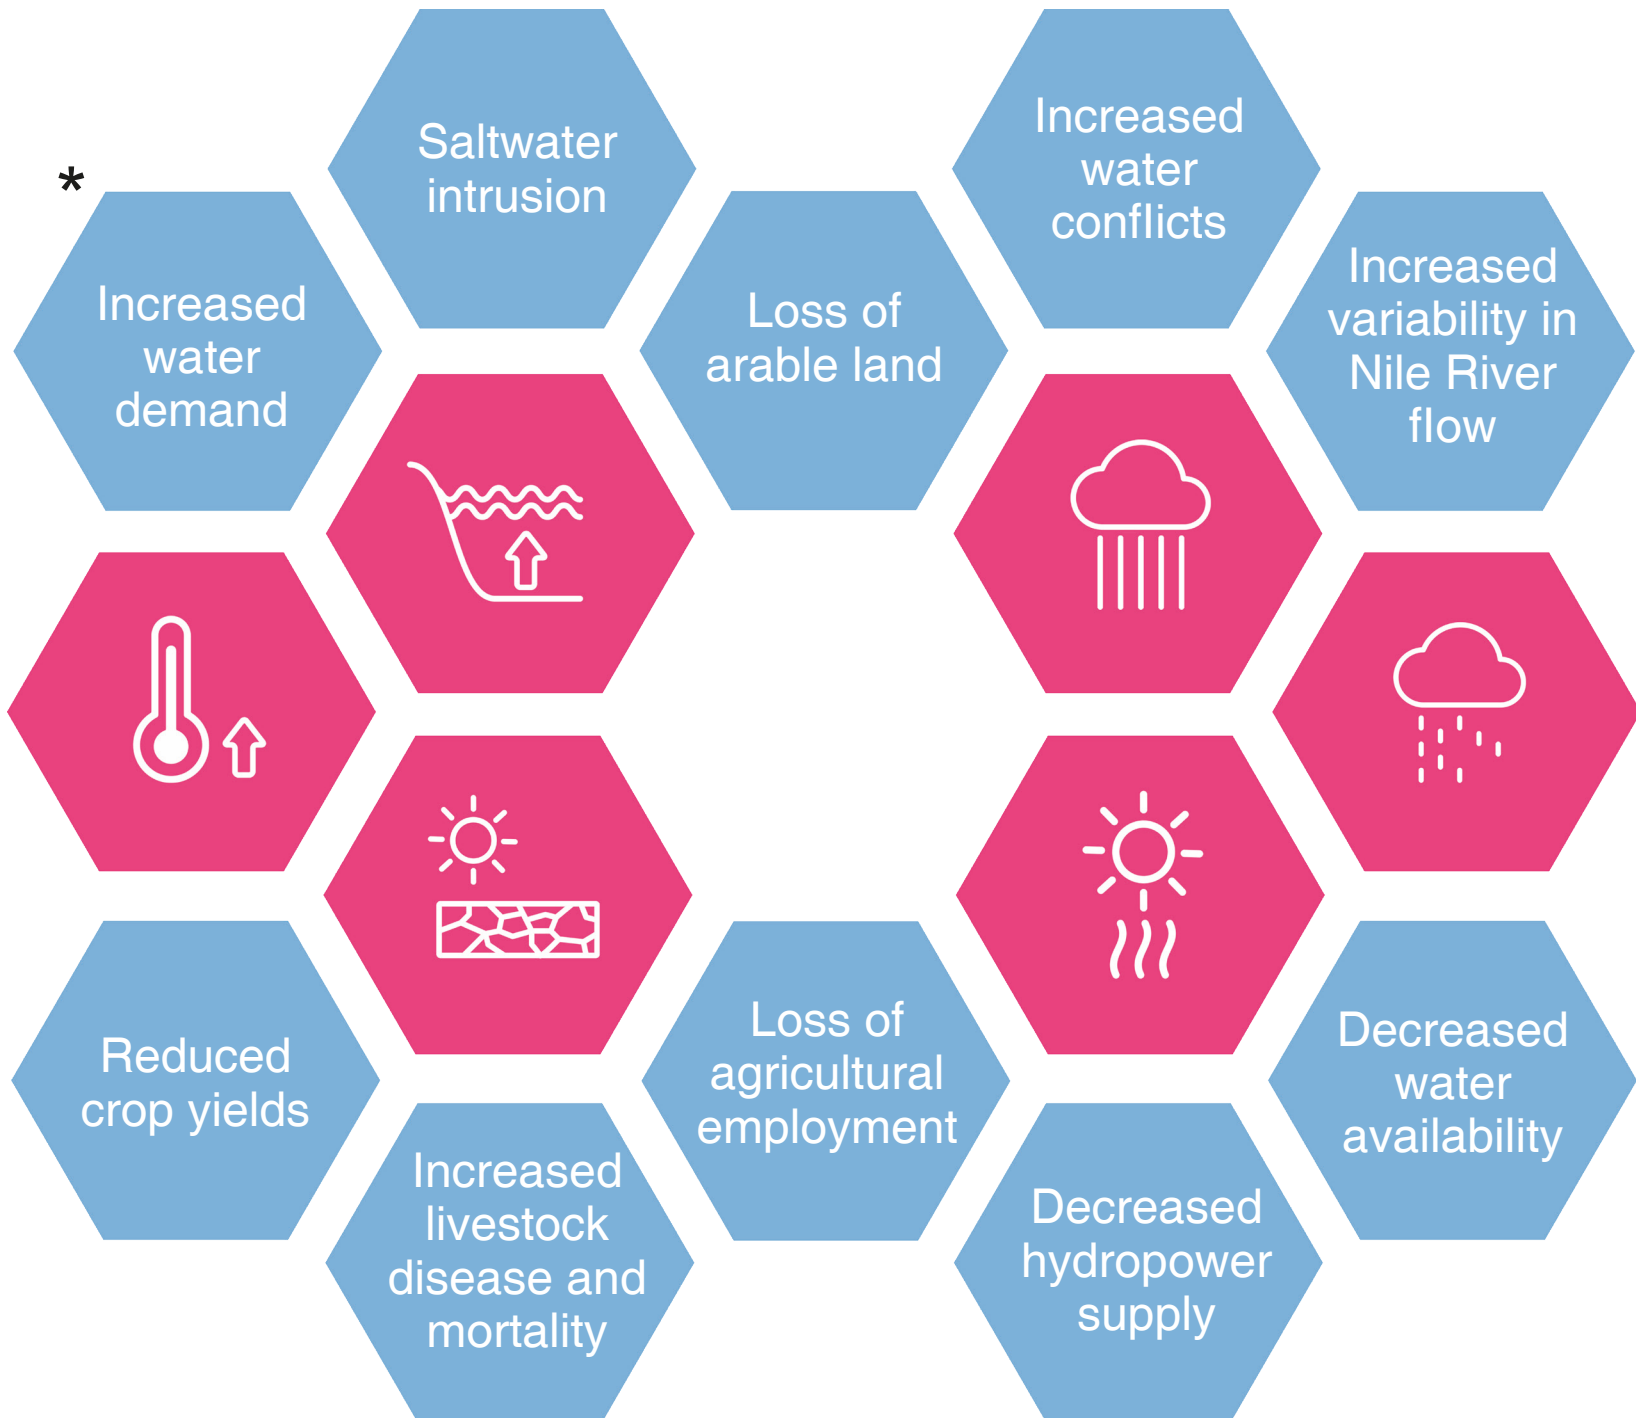 *
Saltwater
intrusion
Increased
water
conflicts
Increased
water
demand
Loss of
arable land
Increased
variability in
Nile River
flow
Reduced
crop yields
Increased
livestock
disease and
mortality
Loss of
agricultural
employment
Decreased
hydropower
supply
Decreased
water
availability